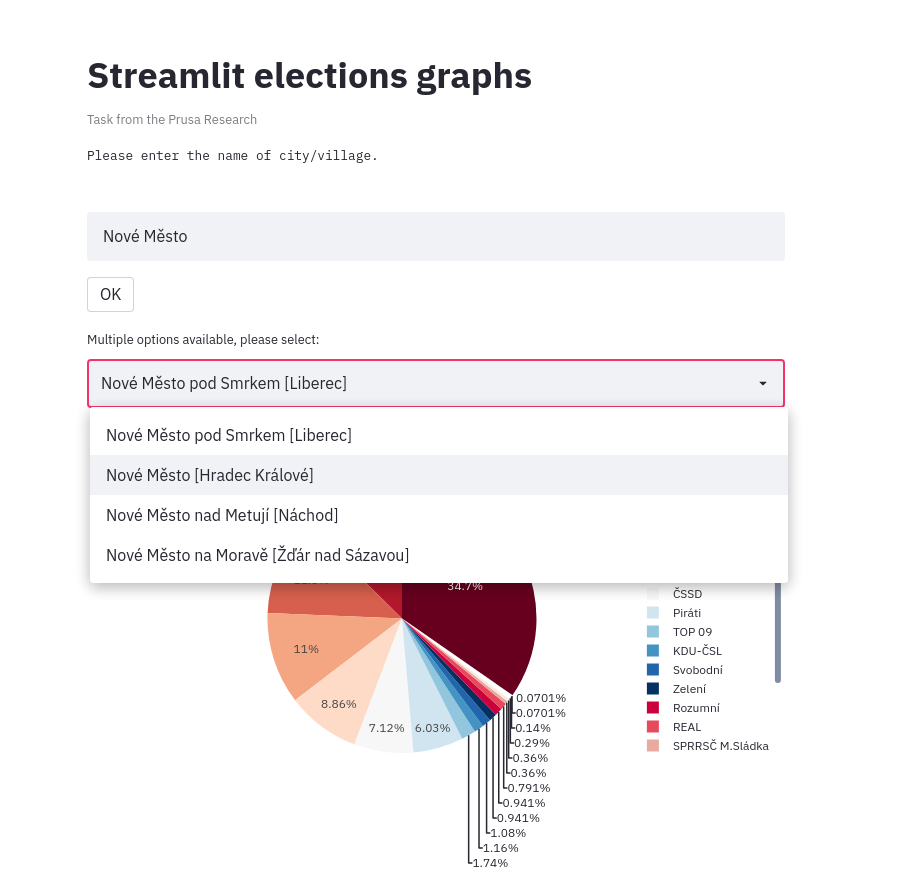 Streamlit elections graphs
Task from the Prusa Research
Please enter the name of city/village.
Nové Město
OK
Multiple options available, please select:
Nové Město pod Smrkem [Liberec]
Nové Město pod Smrkem [Liberec]
Nové Město [Hradec Králové]
Nové Město nad Metují [Náchod]
Nové Město na Moravě [Žďár nad Sázavou]
34.7%
11%
8.86%
7.12%
6.03%
0.0701%
0.0701%
0.14%
0.29%
0.36%
0.36%
0.791%
0.941%
0.941%
1.08%
1.16%
1.74%
ČSSD
Piráti
TOP 09
KDU-ČSL
Svobodní
Zelení
Rozumní
REAL
SPRRSČ M.Sládka